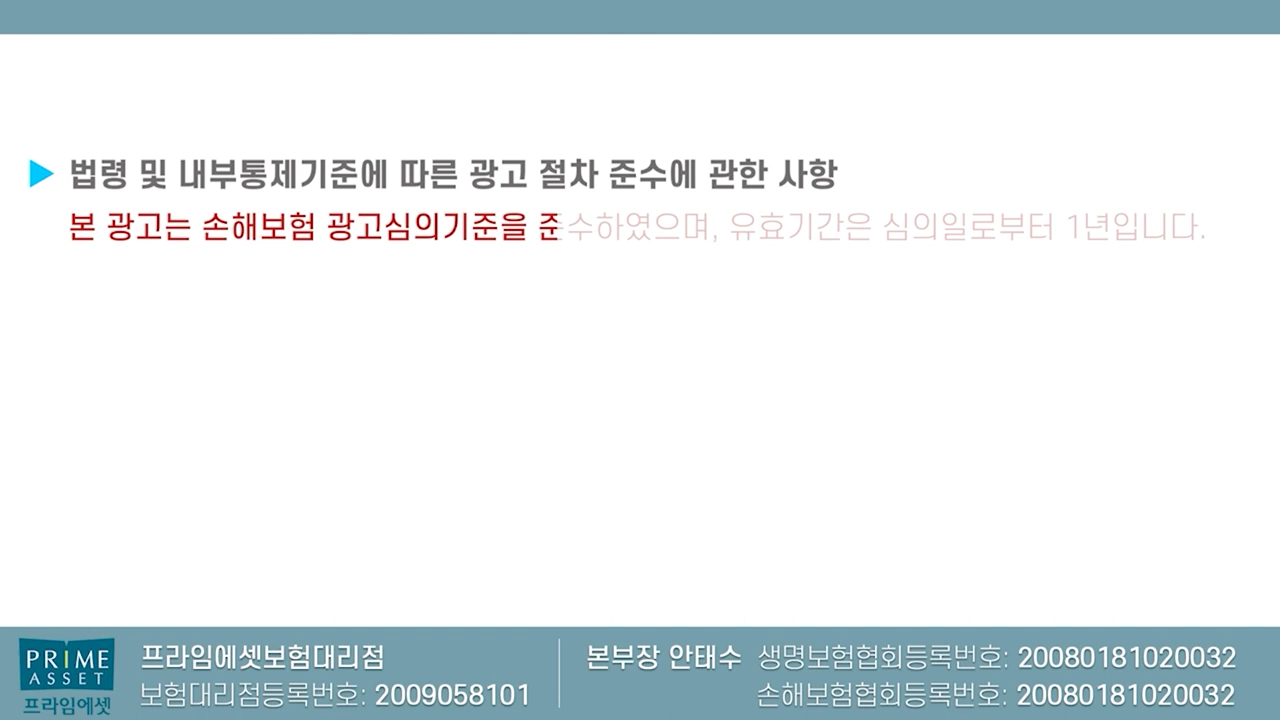 ▶ 법령 및 내부통제기준에 따른 광고 절차 준수에 관한 사항
본 광고는 손해보험 광고심의기준을 준수하였으며, 유효기간은 심의일로부터 1년입니다.
PRIME
ASSET
프라임에셋
프라임에셋보험대리점
보험대리점등록번호: 2009058101
본부장 안태수 생명보험협회등록번호: 20080181020032
손해보험협회등록번호: 20080181020032